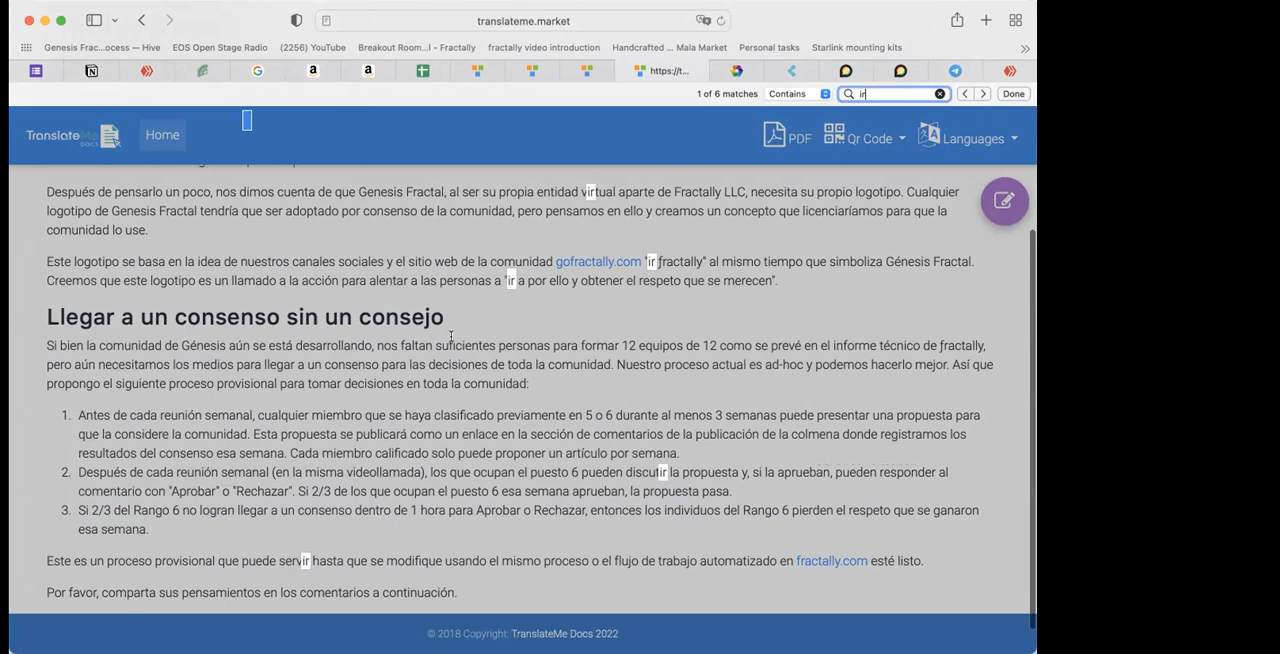 translateme.market
Genesis Frac...ocess — Hive EOS Open Stage Radio (2256) YouTube Breakout Room...l - Fractally fractally video introduction Handcrafted ... Maia Market Personal tasks Starlink mounting kits
https://t...
1 of 6 matches Contains ir Done
TranslateMe DOCS Home PDF Qr Code Languages
Después de pensarlo un poco, nos dimos cuenta de que Genesis Fractal, al ser su propia entidad virtual aparte de Fractally LLC, necesita su propio logotipo. Cualquier
logotipo de Genesis Fractal tendría que ser adoptado por consenso de la comunidad, pero pensamos en ello y creamos un concepto que licenciaríamos para que la
comunidad lo use.
Este logotipo se basa en la idea de nuestros canales sociales y el sitio web de la comunidad gofractally.com "ir ƒractally" al mismo tiempo que simboliza Génesis Fractal.
Creemos que este logotipo es un llamado a la acción para alentar a las personas a "ir a por ello y obtener el respeto que se merecen".
Llegar a un consenso sin un consejo
Si bien la comunidad de Génesis aún se está desarrollando, nos faltan suficientes personas para formar 12 equipos de 12 como se prevé en el informe técnico de ƒractally,
pero aún necesitamos los medios para llegar a un consenso para las decisiones de toda la comunidad. Nuestro proceso actual es ad-hoc y podemos hacerlo mejor. Así que
propongo el siguiente proceso provisional para tomar decisiones en toda la comunidad:
1. Antes de cada reunión semanal, cualquier miembro que se haya clasificado previamente en 5 o 6 durante al menos 3 semanas puede presentar una propuesta para
que la considere la comunidad. Esta propuesta se publicará como un enlace en la sección de comentarios de la publicación de la colmena donde registramos los
resultados del consenso esa semana. Cada miembro calificado solo puede proponer un artículo por semana.
2. Después de cada reunión semanal (en la misma videollamada), los que ocupan el puesto 6 pueden discutir la propuesta y, si la aprueban, pueden responder al
comentario con "Aprobar" o "Rechazar". Si 2/3 de los que ocupan el puesto 6 esa semana aprueban, la propuesta pasa.
3. Si 2/3 del Rango 6 no logran llegar a un consenso dentro de 1 hora para Aprobar o Rechazar, entonces los individuos del Rango 6 pierden el respeto que se ganaron
esa semana.
Este es un proceso provisional que puede servir hasta que se modifique usando el mismo proceso o el flujo de trabajo automatizado en fractally.com esté listo.
Por favor, comparta sus pensamientos en los comentarios a continuación.
© 2018 Copyright: TranslateMe Docs 2022